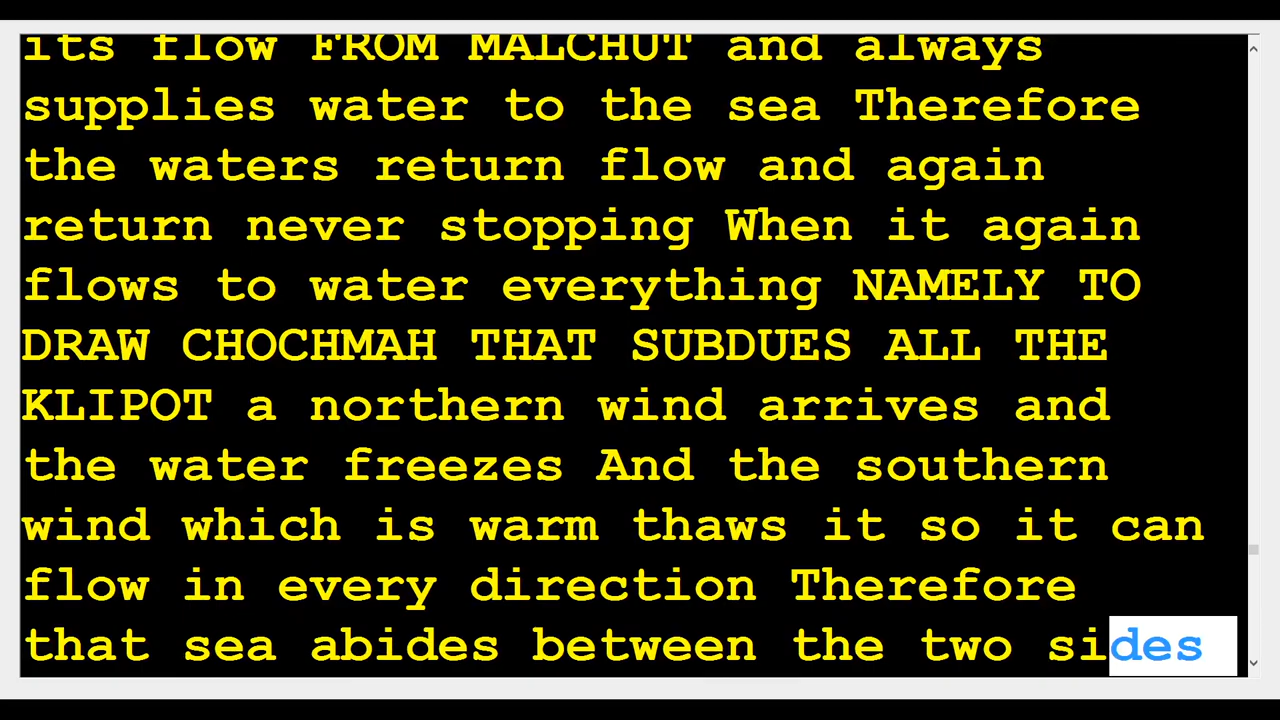 its flow FROM MALCHUT and always
supplies water to the sea Therefore
the waters return flow and again
return never stopping When it again
flows to water everything NAMELY TO
DRAW CHOCHMAH THAT SUBDUES ALL THE
KLIPOT a northern wind arrives and
the water freezes And the southern
wind which is warm thaws it so it can
flow in every direction Therefore
that sea abides between the two sides